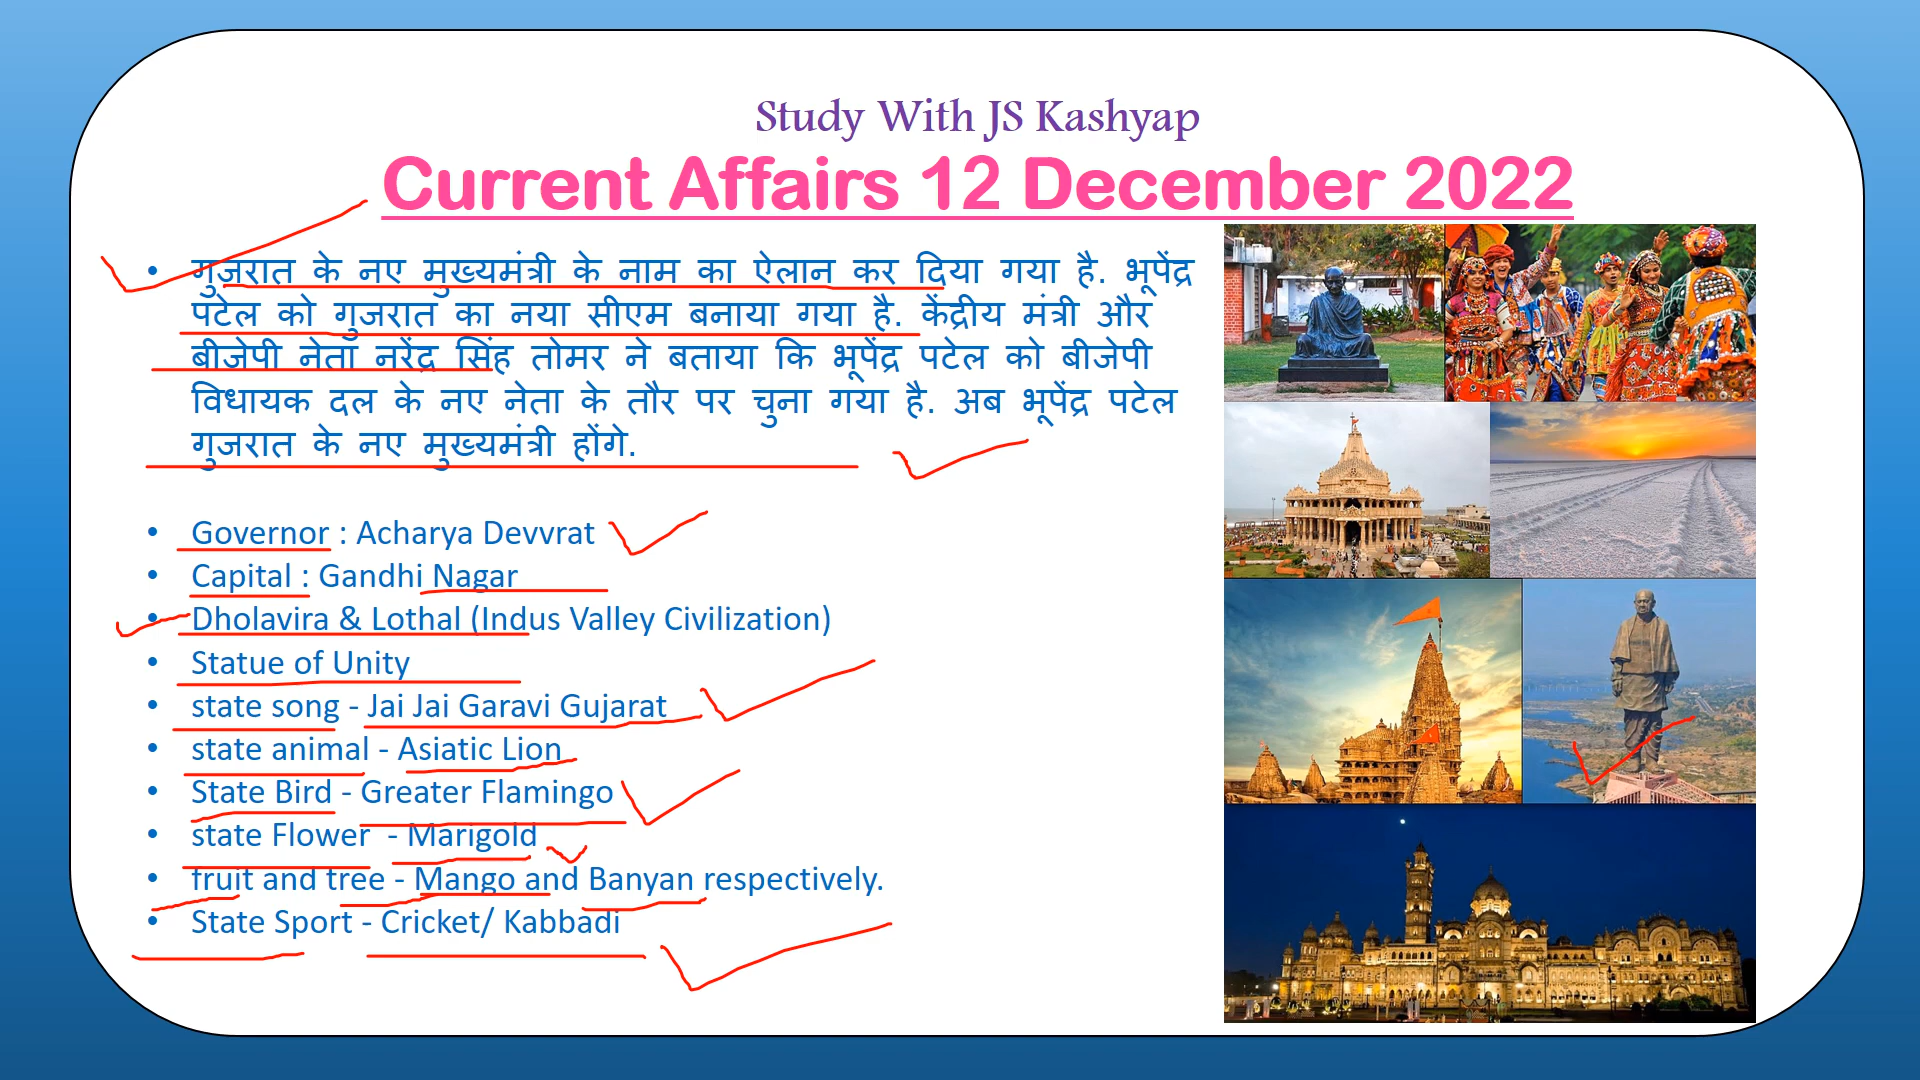 Study With JS Kashyap
Current Affairs 12 December 2022
• गुजरात के नए मुख्यमंत्री के नाम का ऐलान कर दिया गया है. भूपेंद्र
पटेल को गुजरात का नया सीएम बनाया गया है. केंद्रीय मंत्री और
बीजेपी नेता नरेंद्र सिंह तोमर ने बताया कि भूपेंद्र पटेल को बीजेपी
विधायक दल के नए नेता के तौर पर चुना गया है. अब भूपेंद्र पटेल
गुजरात के नए मुख्यमंत्री होंगे.
• Governor : Acharya Devvrat
• Capital : Gandhi Nagar
• Dholavira & Lothal (Indus Valley Civilization)
• Statue of Unity
• state song - Jai Jai Garavi Gujarat
• state animal - Asiatic Lion
• State Bird - Greater Flamingo
• state Flower - Marigold
• fruit and tree - Mango and Banyan respectively.
• State Sport - Cricket/ Kabbadi